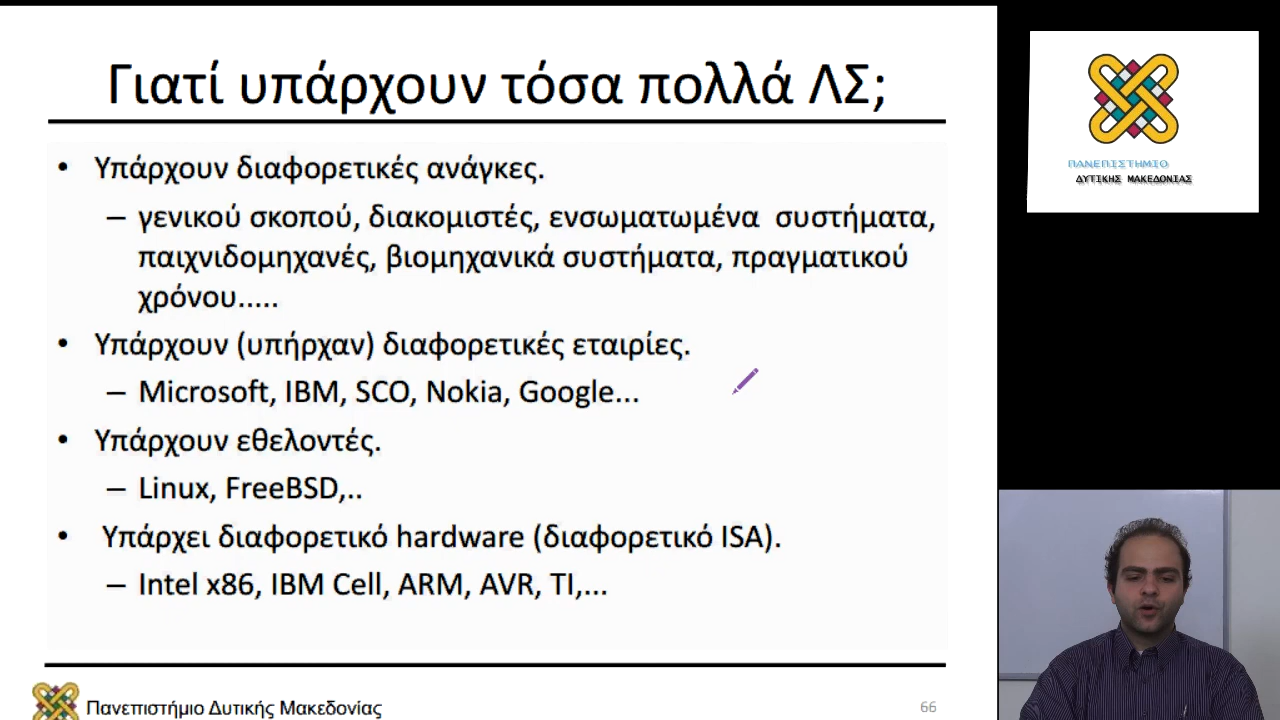 Γιατί υπάρχουν τόσα πολλά ΛΣ;
• Υπάρχουν διαφορετικές ανάγκες.
– γενικού σκοπού, διακομιστές, ενσωματωμένα συστήματα,
παιχνιδομηχανές, βιομηχανικά συστήματα, πραγματικού
χρόνου.....
• Υπάρχουν (υπήρχαν) διαφορετικές εταιρίες.
– Microsoft, IBM, SCO, Nokia, Google...
• Υπάρχουν εθελοντές.
– Linux, FreeBSD,..
• Υπάρχει διαφορετικό hardware (διαφορετικό ISA).
– Intel x86, IBM Cell, ARM, AVR, TI,...
Πανεπιστήμιο Δυτικής Μακεδονίας
66
ΠΑΝΕΠΙΣΤΗΜΙΟ
ΔΥΤΙΚΗΣ ΜΑΚΕΔΟΝΙΑΣ